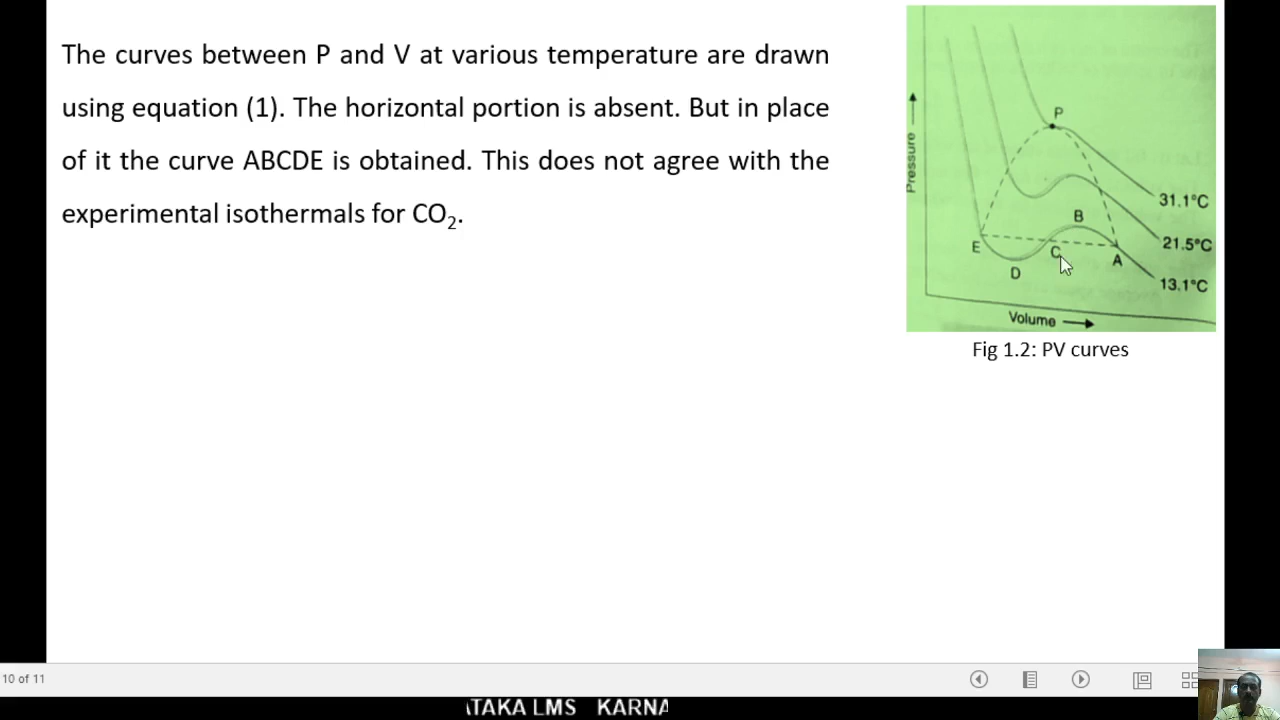 The curves between P and V at various temperature are drawn
using equation (1). The horizontal portion is absent. But in place
of it the curve ABCDE is obtained. This does not agree with the
experimental isothermals for CO₂.
Pressure
P
31.1°C
B
21.5°C
E
C
A
D
13.1°C
Volume
Fig 1.2: PV curves
10 of 11
ATAKA LMS KARNA